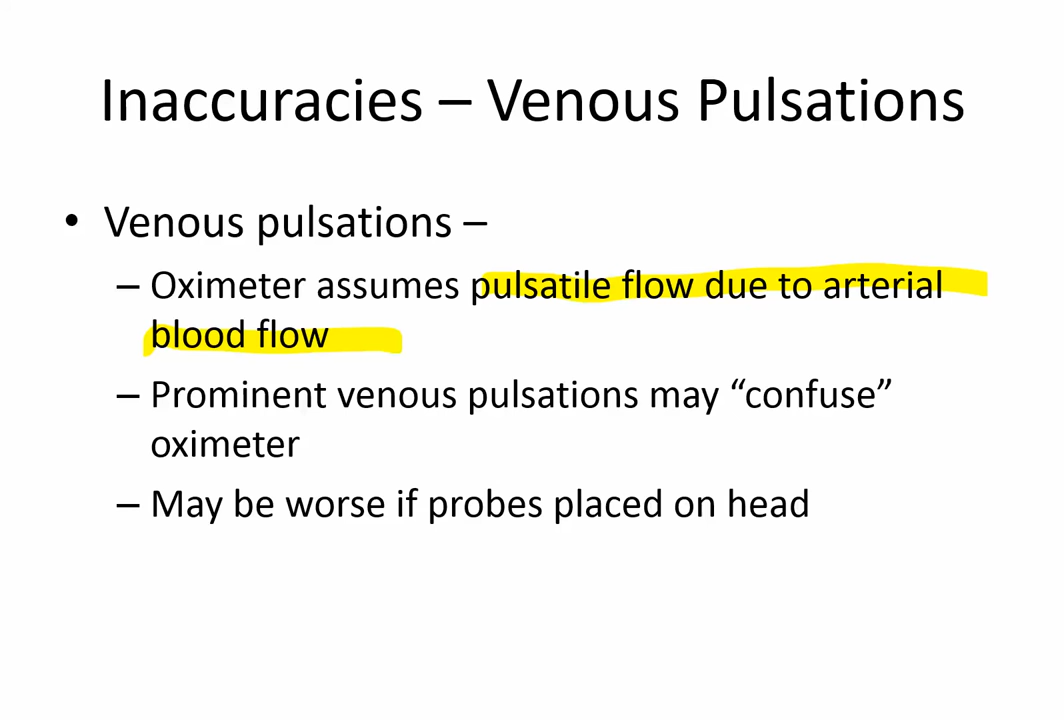 Inaccuracies – Venous Pulsations
• Venous pulsations –
– Oximeter assumes pulsatile flow due to arterial
blood flow
– Prominent venous pulsations may “confuse”
oximeter
– May be worse if probes placed on head